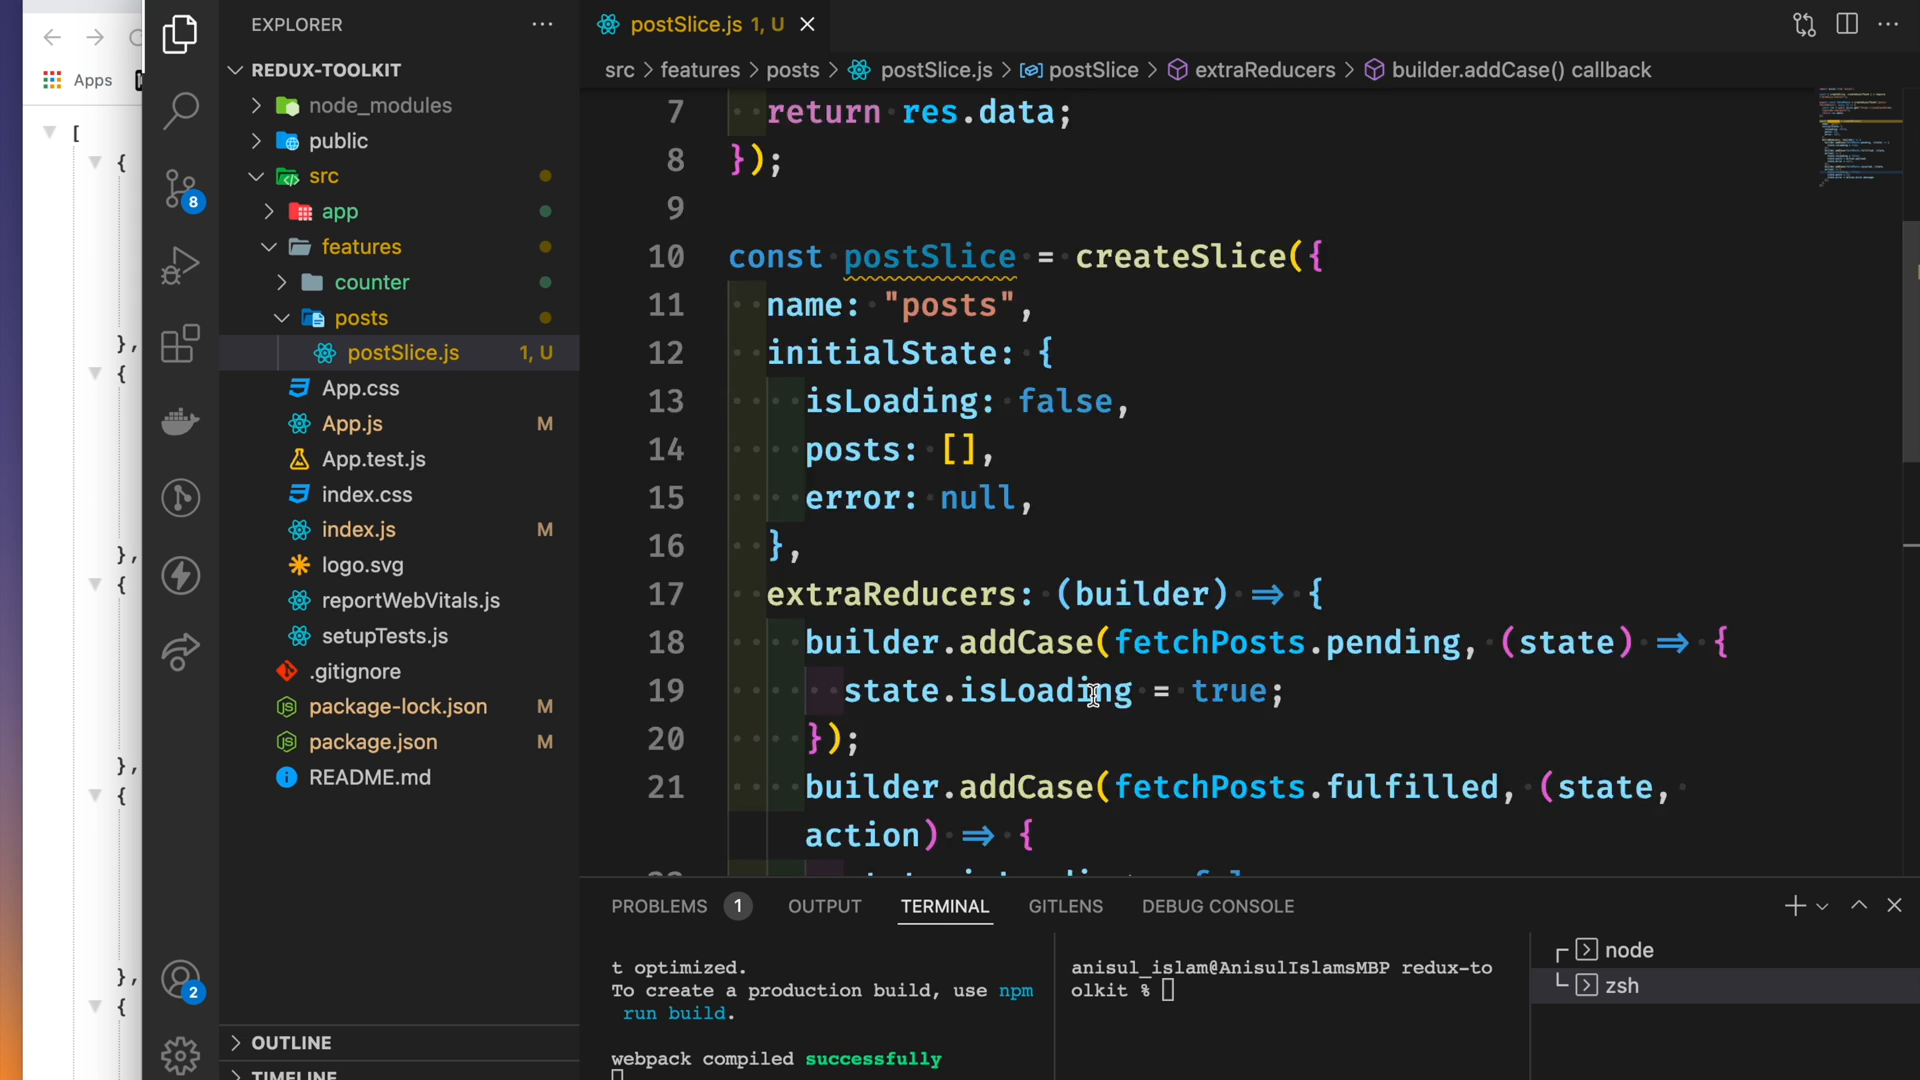 Apps
[
{
},
{
},
{
},
{
},
{
EXPLORER
REDUX-TOOLKIT
node_modules
public
src
app
features
counter
posts
postSlice.js 1, U
App.css
App.js M
App.test.js
index.css
index.js M
logo.svg
reportWebVitals.js
setupTests.js
.gitignore
package-lock.json M
package.json M
README.md
OUTLINE
TIMELINE
8
2
postSlice.js 1, U
src > features > posts > postSlice.js > postSlice > extraReducers > builder.addCase() callback
7 return res.data;
8 });
9
10 const postSlice = createSlice({
11 name: "posts",
12 initialState: {
13 isLoading: false,
14 posts: [],
15 error: null,
16 },
17 extraReducers: (builder) => {
18 builder.addCase(fetchPosts.pending, (state) => {
19 state.isLoading = true;
20 });
21 builder.addCase(fetchPosts.fulfilled, (state,
action) => {
PROBLEMS 1 OUTPUT TERMINAL GITLENS DEBUG CONSOLE
t optimized.
To create a production build, use npm
run build.
webpack compiled successfully
anisul_islam@AnisulIslamsMBP redux-to
olkit %
node
zsh